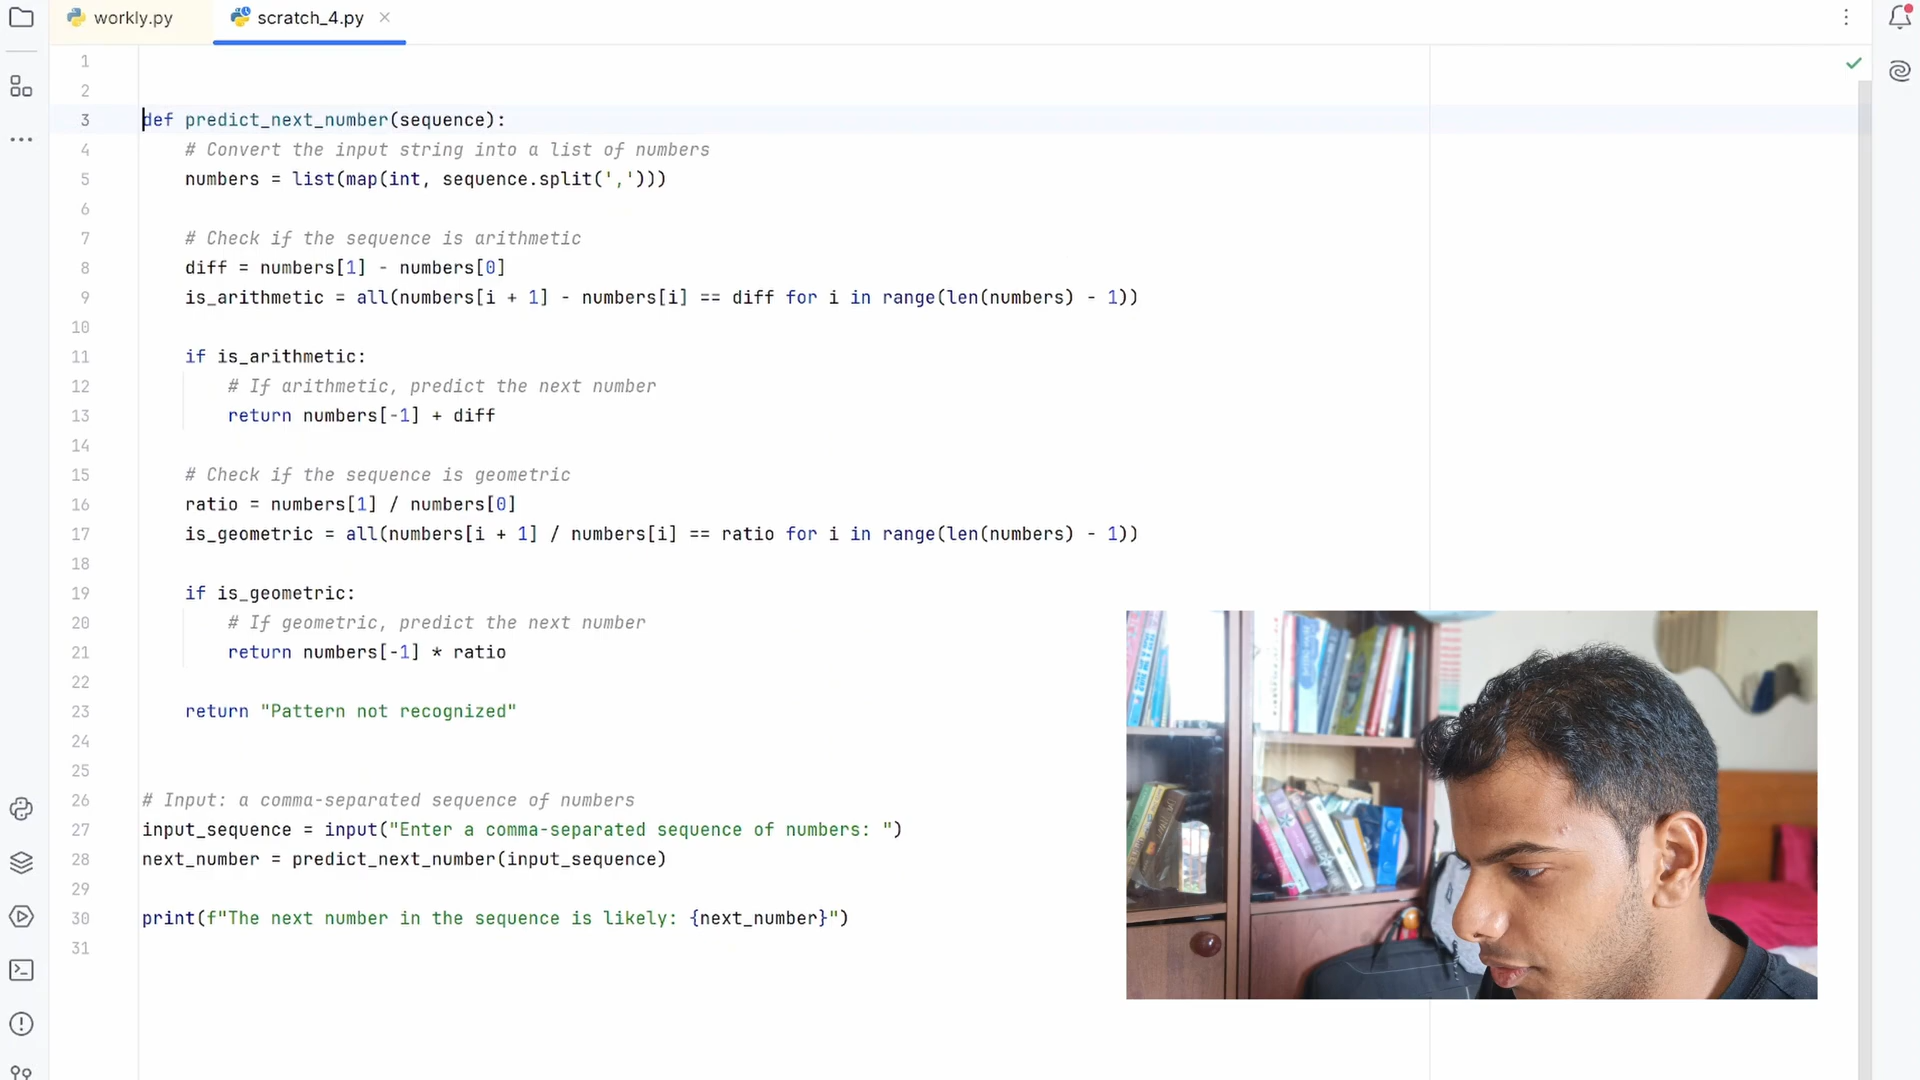 workly.py
scratch_4.py
1
2
3 def predict_next_number(sequence):
4 # Convert the input string into a list of numbers
5 numbers = list(map(int, sequence.split(',')))
6
7 # Check if the sequence is arithmetic
8 diff = numbers[1] - numbers[0]
9 is_arithmetic = all(numbers[i + 1] - numbers[i] == diff for i in range(len(numbers) - 1))
10
11 if is_arithmetic:
12 # If arithmetic, predict the next number
13 return numbers[-1] + diff
14
15 # Check if the sequence is geometric
16 ratio = numbers[1] / numbers[0]
17 is_geometric = all(numbers[i + 1] / numbers[i] == ratio for i in range(len(numbers) - 1))
18
19 if is_geometric:
20 # If geometric, predict the next number
21 return numbers[-1] * ratio
22
23 return "Pattern not recognized"
24
25
26 # Input: a comma-separated sequence of numbers
27 input_sequence = input("Enter a comma-separated sequence of numbers: ")
28 next_number = predict_next_number(input_sequence)
29
30 print(f"The next number in the sequence is likely: {next_number}")
31